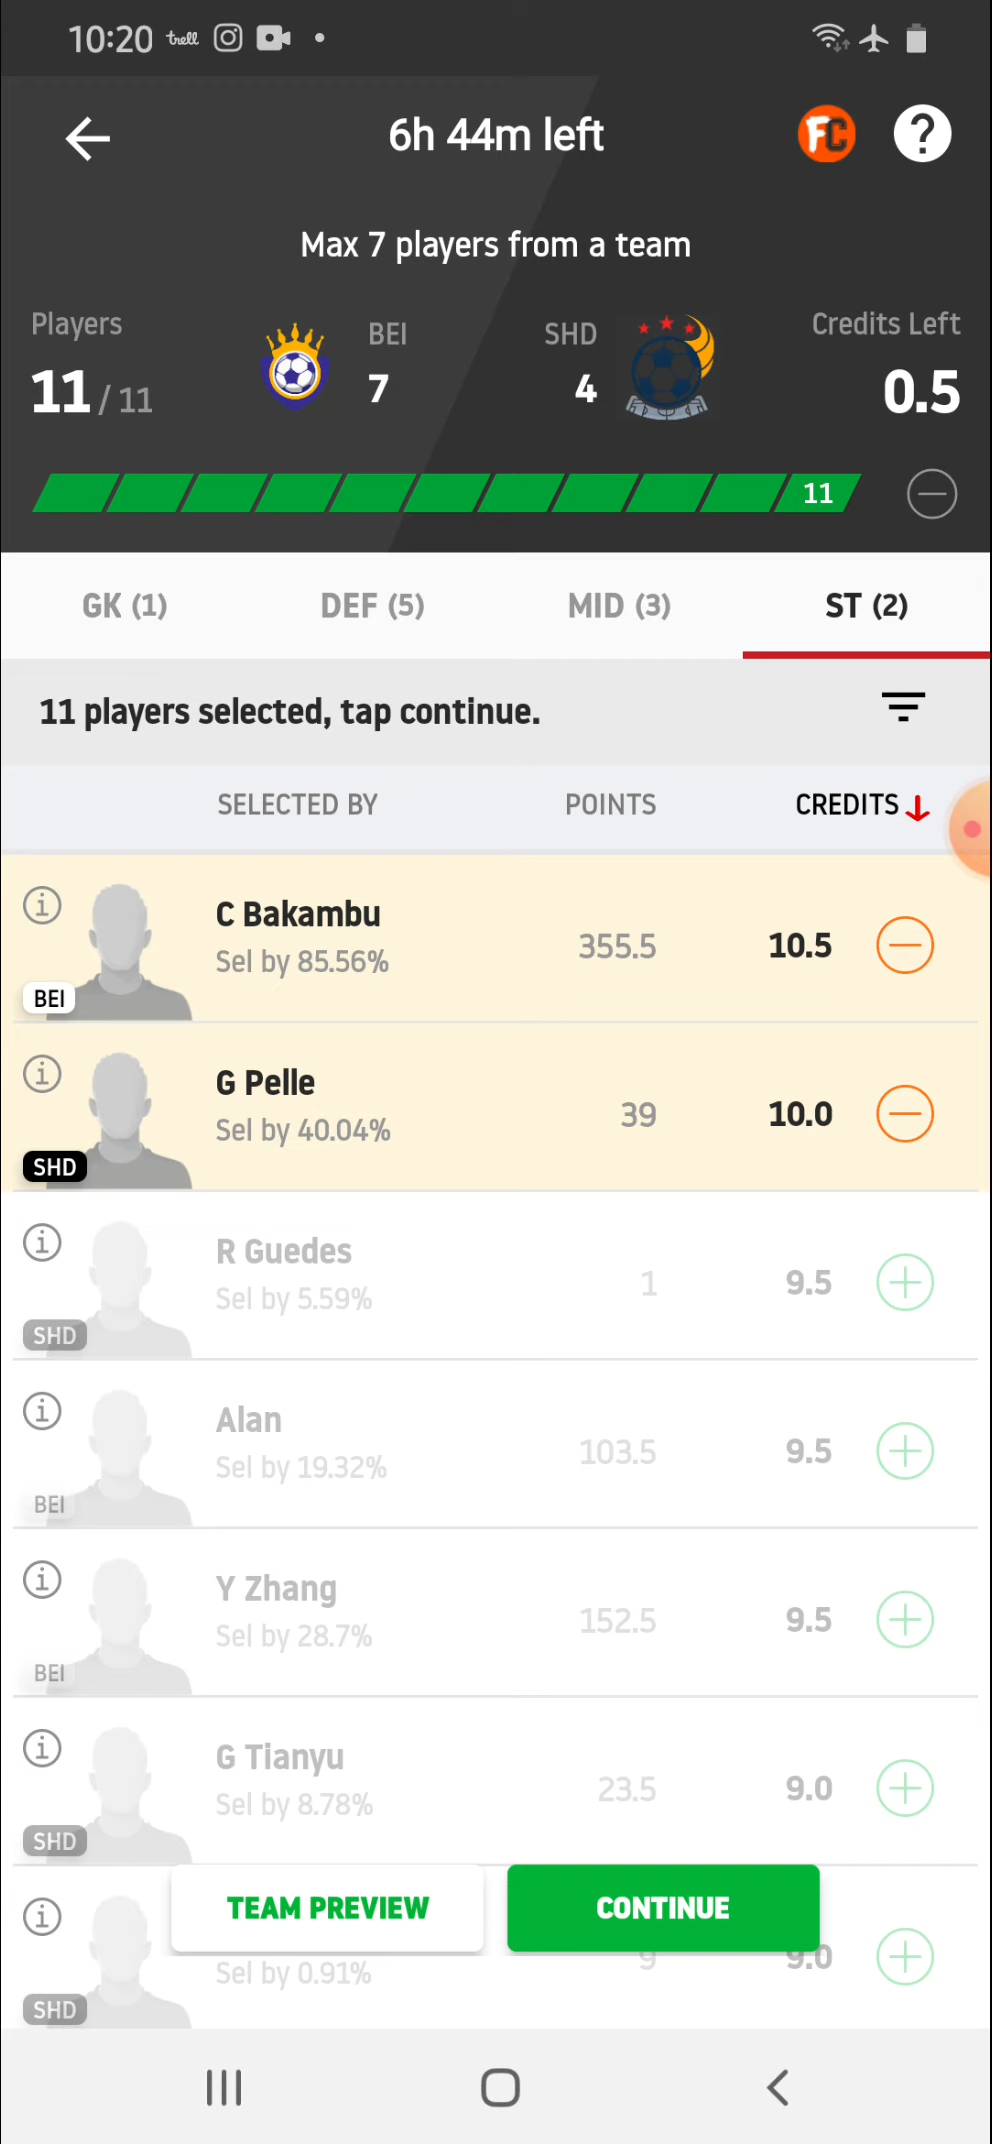 10:20 trell
6h 44m left
FC
?
Max 7 players from a team
Players
BEI
SHD
Credits Left
11 / 11
7
4
0.5
11
GK (1)
DEF (5)
MID (3)
ST (2)
11 players selected, tap continue.
SELECTED BY
POINTS
CREDITS
C Bakambu
Sel by 85.56%
355.5
10.5
BEI
G Pelle
Sel by 40.04%
39
10.0
SHD
R Guedes
Sel by 5.59%
1
9.5
SHD
Alan
Sel by 19.32%
103.5
9.5
BEI
Y Zhang
Sel by 28.7%
152.5
9.5
BEI
G Tianyu
Sel by 8.78%
23.5
9.0
SHD
TEAM PREVIEW
CONTINUE
Sel by 0.91%
9
9.0
SHD